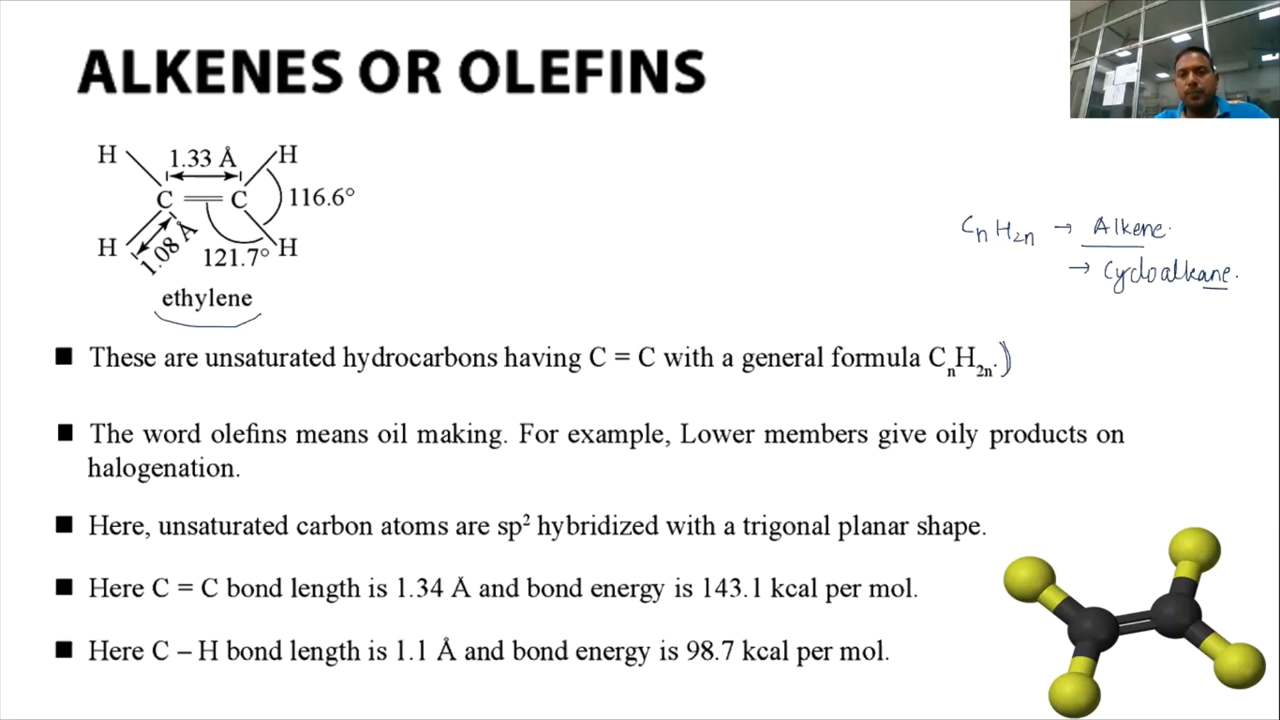 ALKENES OR OLEFINS
H 1.33 Å H
C C 116.6°
H 1.08 Å 121.7° H
ethylene
CnH2n → Alkene.
→ Cycloalkane.
■ These are unsaturated hydrocarbons having C = C with a general formula CnH2n.)
■ The word olefins means oil making. For example, Lower members give oily products on
halogenation.
■ Here, unsaturated carbon atoms are sp² hybridized with a trigonal planar shape.
■ Here C = C bond length is 1.34 Å and bond energy is 143.1 kcal per mol.
■ Here C – H bond length is 1.1 Å and bond energy is 98.7 kcal per mol.